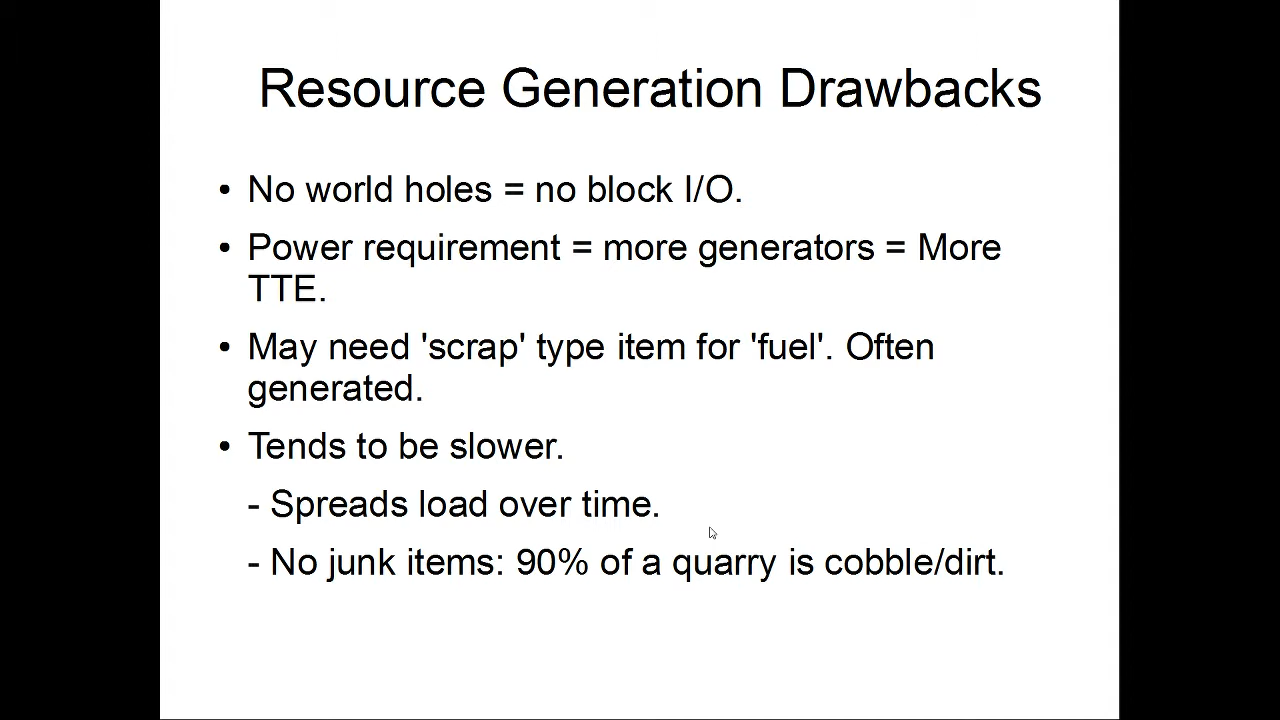 Resource Generation Drawbacks
• No world holes = no block I/O.
• Power requirement = more generators = More
TTE.
• May need 'scrap' type item for 'fuel'. Often
generated.
• Tends to be slower.
- Spreads load over time.
- No junk items: 90% of a quarry is cobble/dirt.